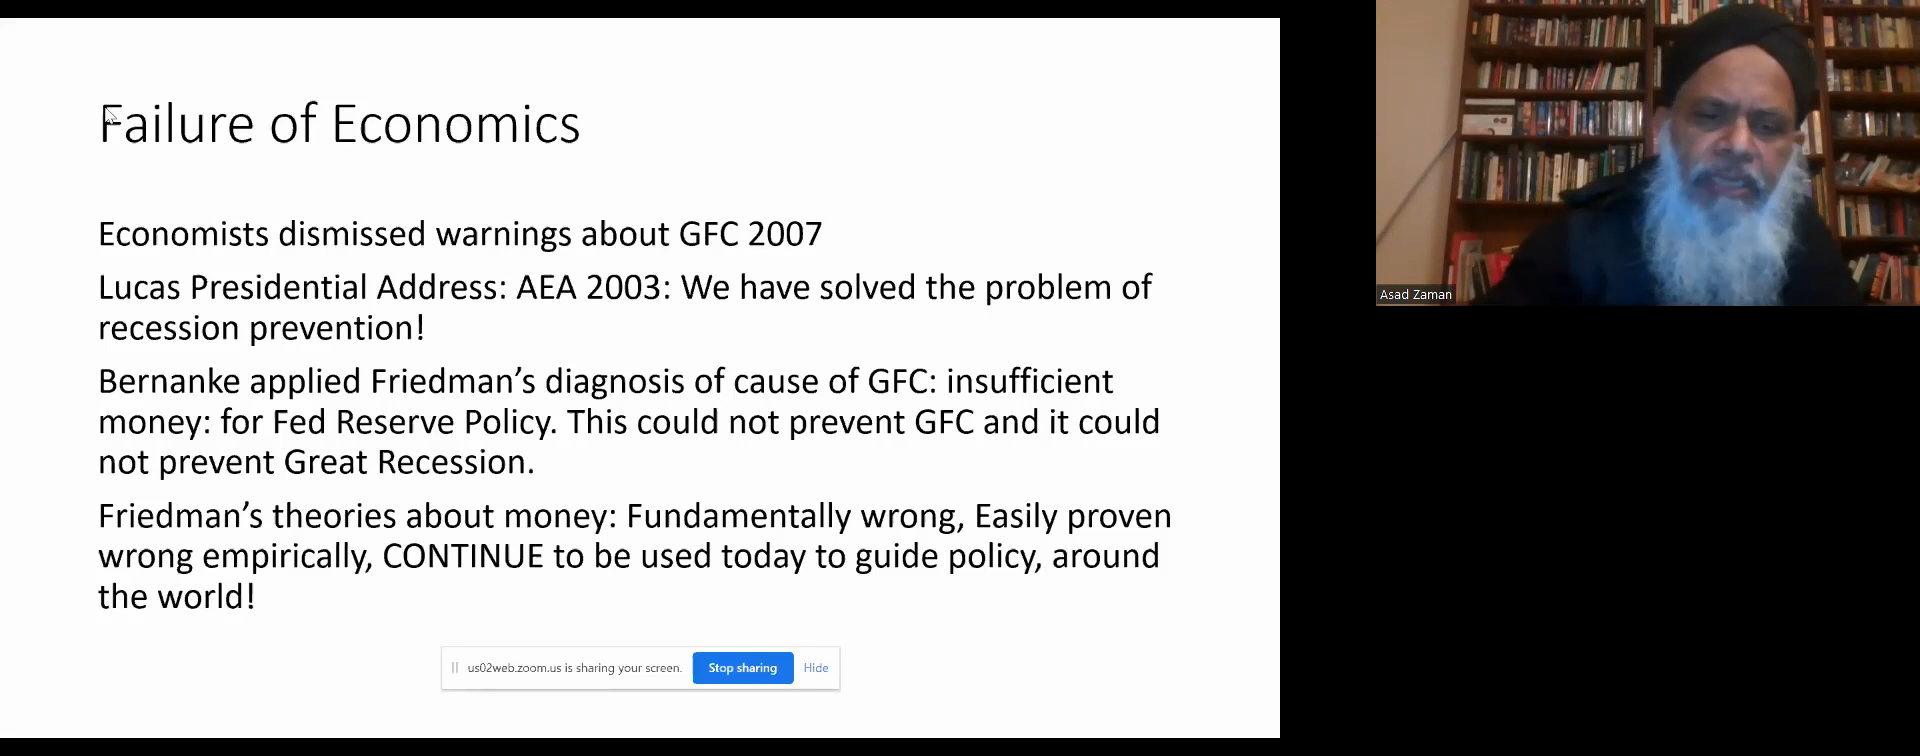 Failure of Economics
Economists dismissed warnings about GFC 2007
Lucas Presidential Address: AEA 2003: We have solved the problem of
recession prevention!
Bernanke applied Friedman’s diagnosis of cause of GFC: insufficient
money: for Fed Reserve Policy. This could not prevent GFC and it could
not prevent Great Recession.
Friedman’s theories about money: Fundamentally wrong, Easily proven
wrong empirically, CONTINUE to be used today to guide policy, around
the world!
us02web.zoom.us is sharing your screen. Stop sharing Hide
Asad Zaman